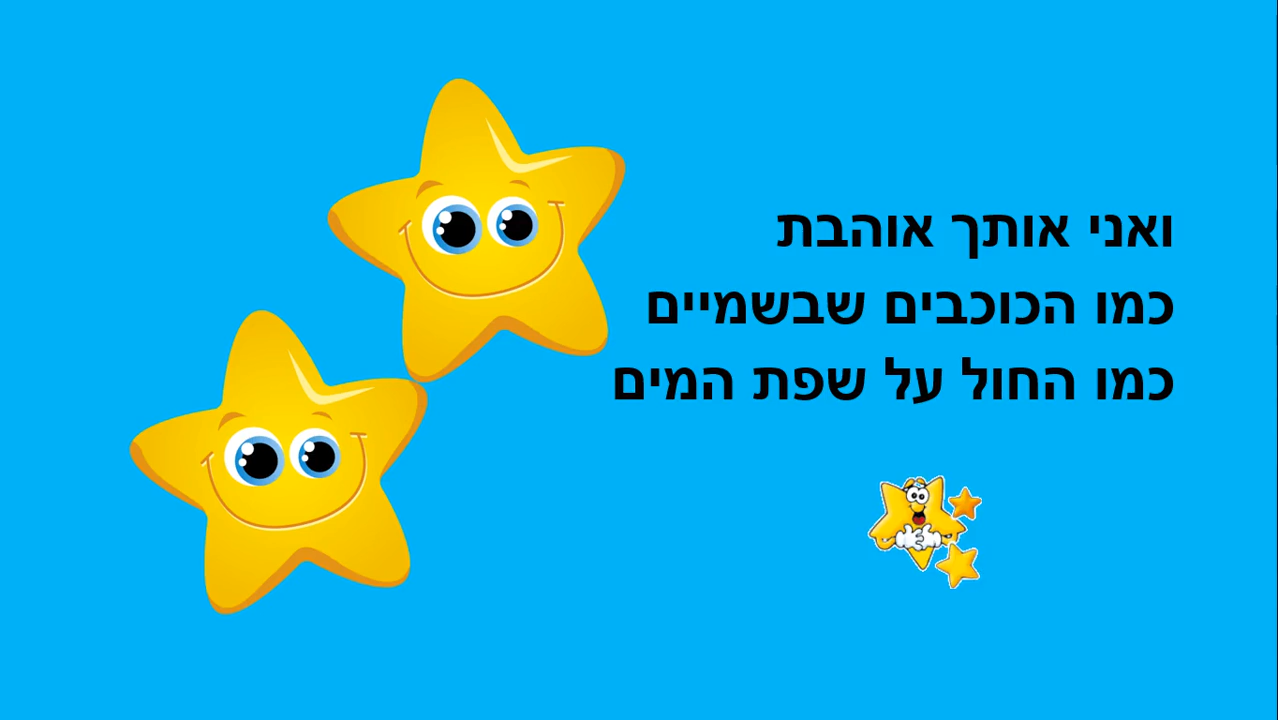 ואני אותך אוהבת
כמו הכוכבים שבשמיים
כמו החול על שפת המים